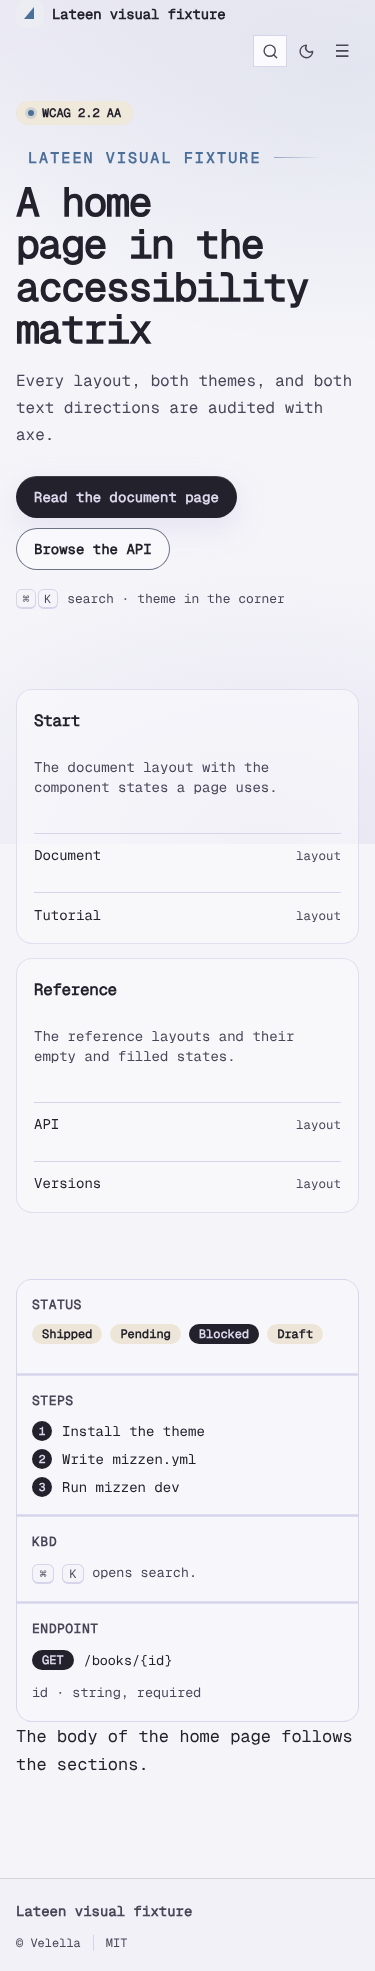 Lateen visual fixture
WCAG 2.2 AA
LATEEN VISUAL FIXTURE
A home
page in the
accessibility
matrix
Every layout, both themes, and both
text directions are audited with
axe.
Read the document page
Browse the API
⌘ K search · theme in the corner
Start
The document layout with the
component states a page uses.
Document layout
Tutorial layout
Reference
The reference layouts and their
empty and filled states.
API layout
Versions layout
STATUS
Shipped Pending Blocked Draft
STEPS
1 Install the theme
2 Write mizzen.yml
3 Run mizzen dev
KBD
⌘ K opens search.
ENDPOINT
GET /books/{id}
id · string, required
The body of the home page follows
the sections.
Lateen visual fixture
© Velella MIT